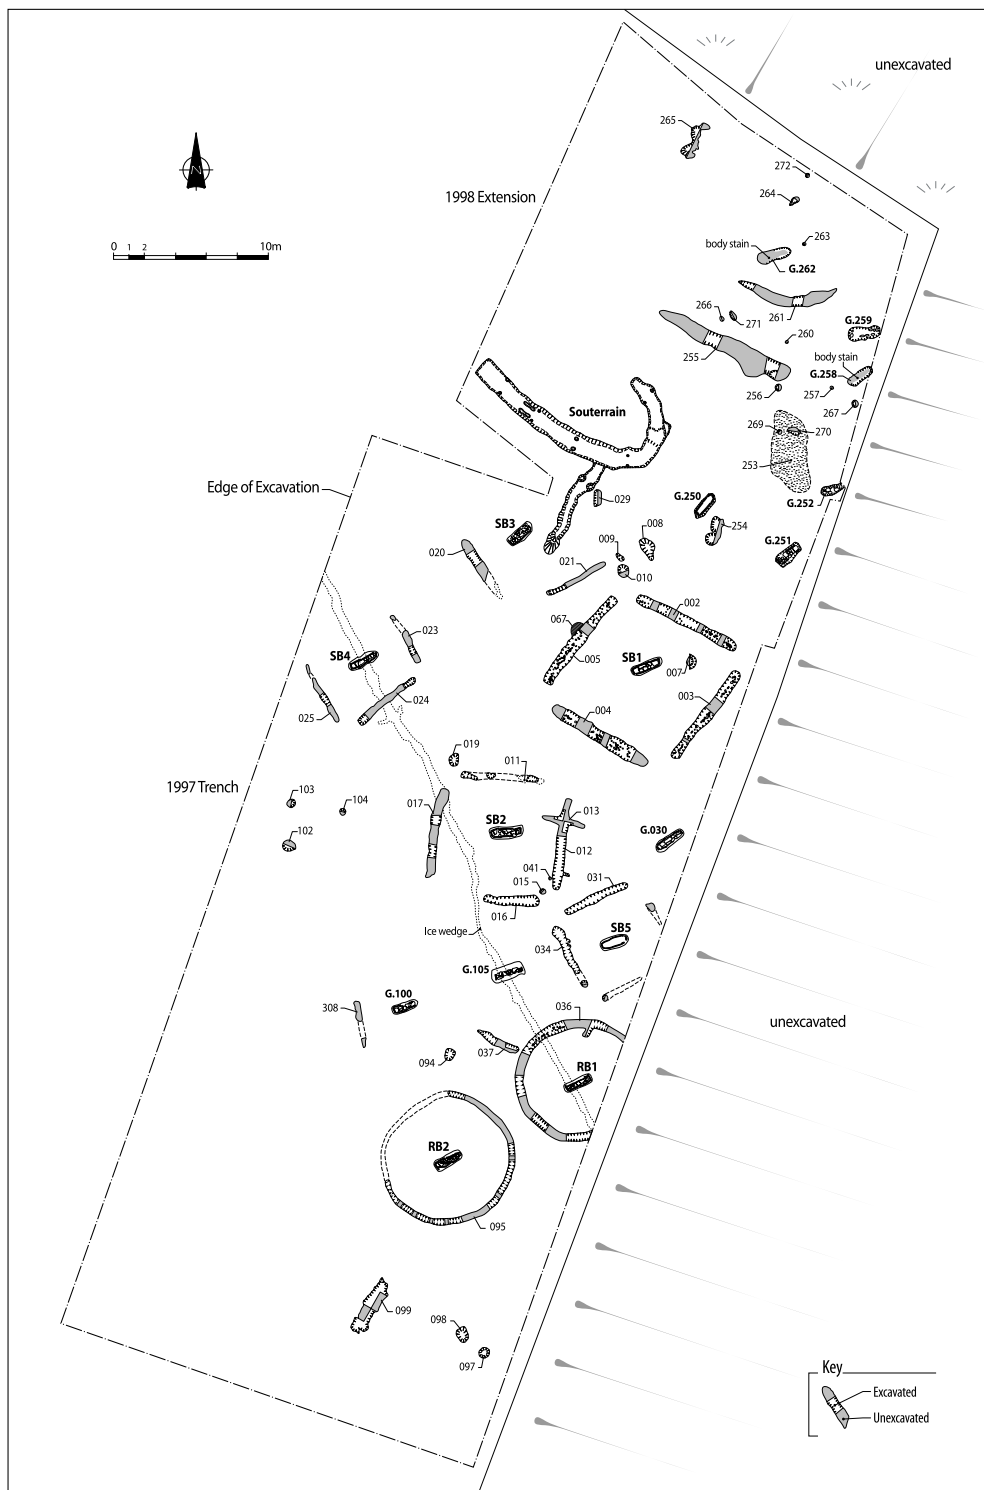 unexcavated
265
272
1998 Extension
264
N
0 1 2 10m
263
body stain
G.262
261
266
271
G.259
260
255
body stain
G.258
256
257
267
Souterrain
269
270
253
Edge of Excavation
029
G.250
G.252
SB3
254
008
009
G.251
020
021
010
002
067
023
005
SB1
007
SB4
003
024
004
025
019
011
1997 Trench
103
104
017
013
SB2
G.030
102
012
041
015
031
016
Ice wedge
SB5
034
G.105
G.100
036
unexcavated
308
037
094
RB1
RB2
095
099
098
097
Key
Excavated
Unexcavated